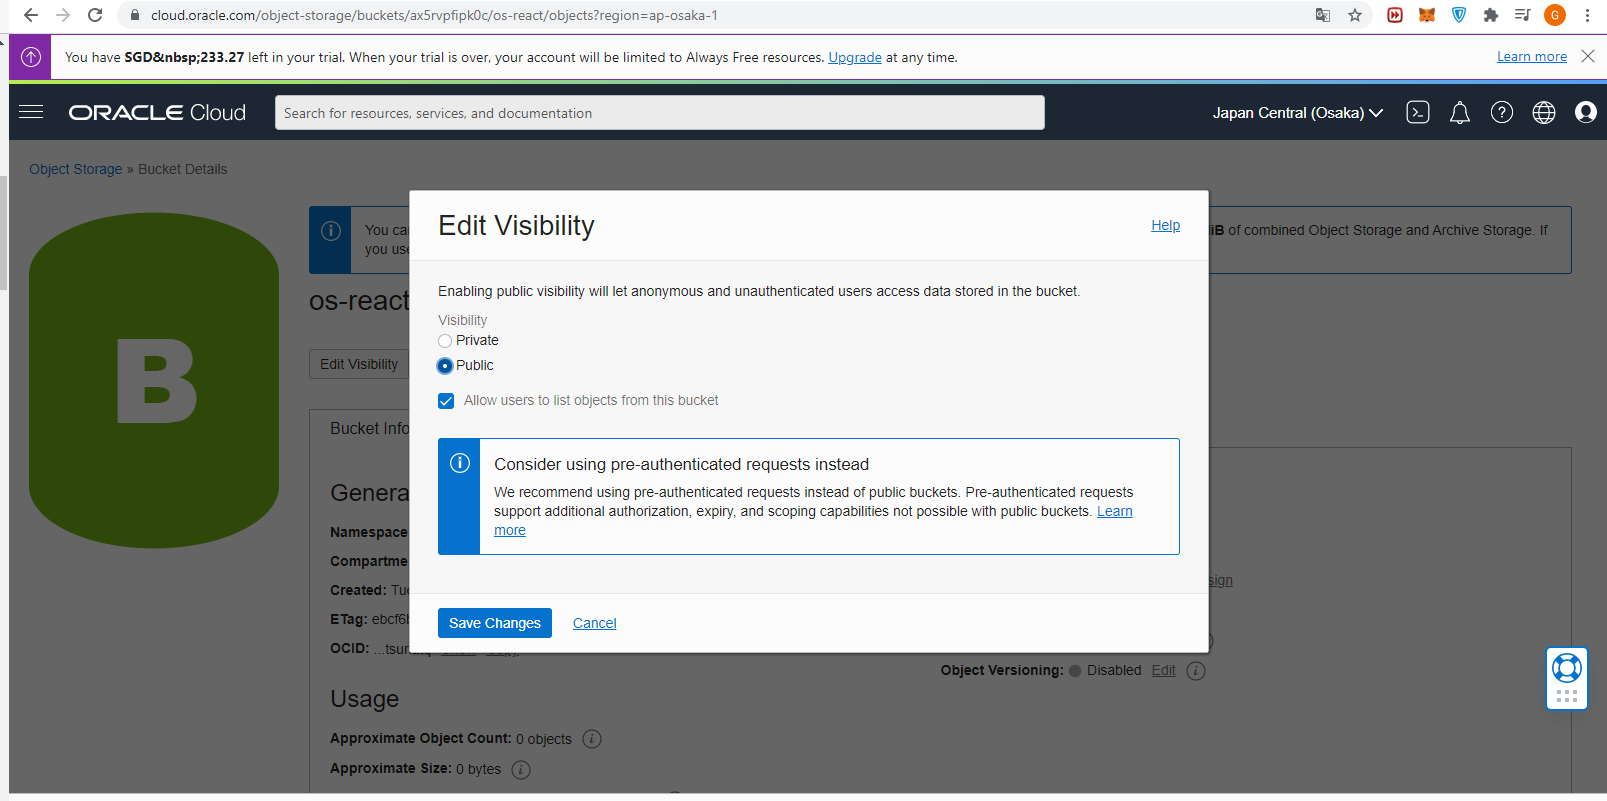 cloud.oracle.com/object-storage/buckets/ax5rvpfipk0c/os-react/objects?region=ap-osaka-1
G
You have SGD&nbsp;233.27 left in your trial. When your trial is over, your account will be limited to Always Free resources. Upgrade at any time.
Learn more
ORACLE Cloud
Search for resources, services, and documentation
Japan Central (Osaka)
Object Storage » Bucket Details
B
You ca
iB of combined Object Storage and Archive Storage. If
you use
os-react
Edit Visibility
Bucket Info
Genera
Namespace
Compartme
Created: Tue
ETag: ebcf6
OCID: ...tsu
sign
Object Versioning: Disabled Edit
Usage
Approximate Object Count: 0 objects
Approximate Size: 0 bytes
Edit Visibility
Help
Enabling public visibility will let anonymous and unauthenticated users access data stored in the bucket.
Visibility
Private
Public
Allow users to list objects from this bucket
Consider using pre-authenticated requests instead
We recommend using pre-authenticated requests instead of public buckets. Pre-authenticated requests
support additional authorization, expiry, and scoping capabilities not possible with public buckets. Learn
more
Save Changes
Cancel